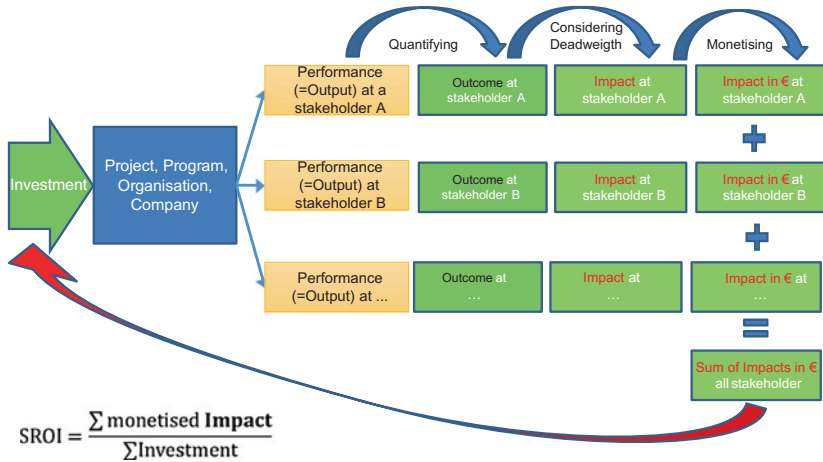 Quantifying
Considering
Deadweigth
Monetising
Performance
(=Output) at a
stakeholder A
Outcome at
stakeholder A
Impact at
stakeholder A
Impact in € at
stakeholder A
+
Investment
Project, Program,
Organisation,
Company
Performance
(=Output) at
stakeholder B
Outcome at
stakeholder B
Impact at
stakeholder B
Impact in € at
stakeholder B
+
Performance
(=Output) at ...
Outcome at
...
Impact at
...
Impact in € at
...
=
Sum of Impacts in €
all stakeholder
SROI = ∑ monetised Impact
∑Investment